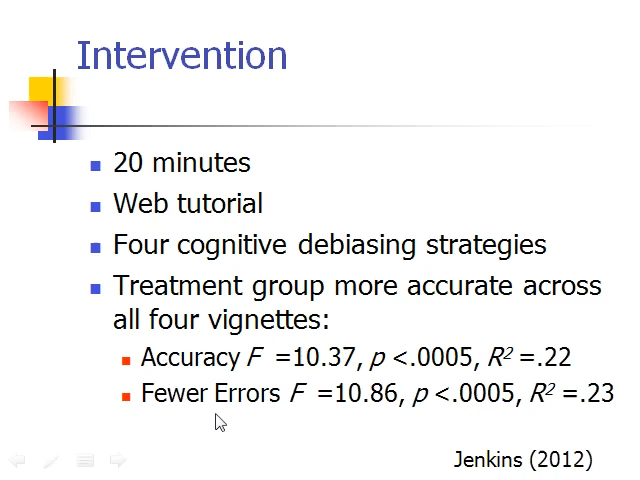 Intervention
20 minutes
Web tutorial
Four cognitive debiasing strategies
Treatment group more accurate across
all four vignettes:
Accuracy F =10.37, p <.0005, R² =.22
Fewer Errors F =10.86, p <.0005, R² =.23
Jenkins (2012)